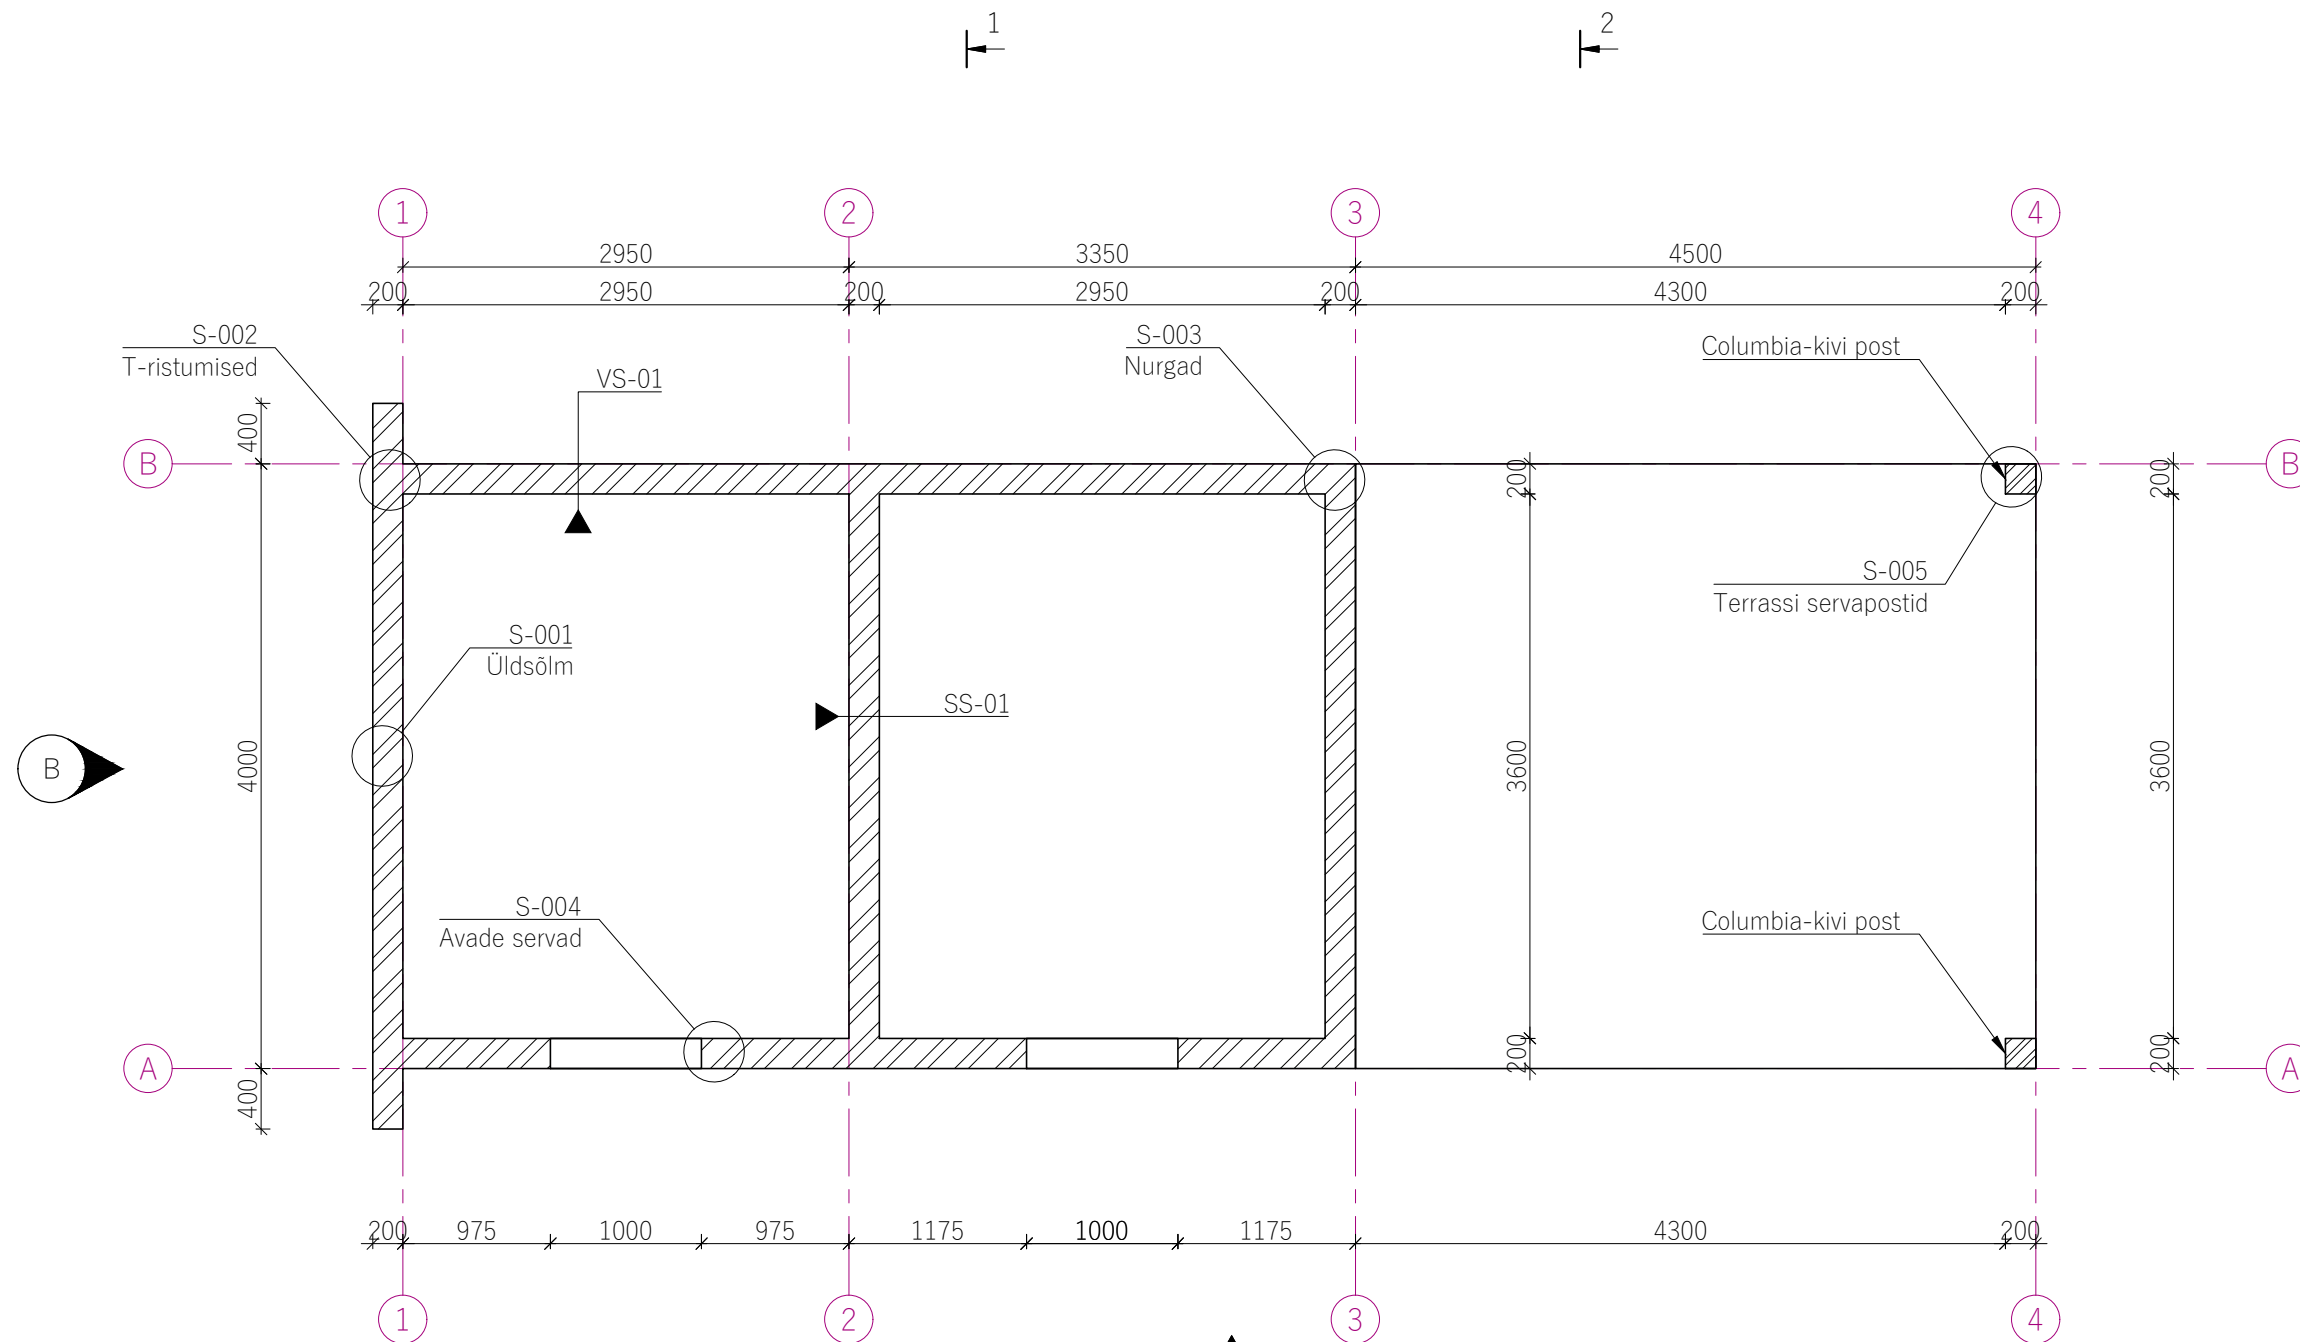 1
2
1
2
3
4
2950
3350
4500
200
2950
200
2950
200
4300
200
S-002
T-ristumised
S-003
Nurgad
Columbia-kivi post
VS-01
400
B
B
200
200
S-005
Terrassi servapostid
S-001
Üldsõlm
SS-01
B
4000
3600
3600
S-004
Avade servad
Columbia-kivi post
200
200
A
A
400
200
975
1000
975
1175
1000
1175
4300
200
1
2
3
4